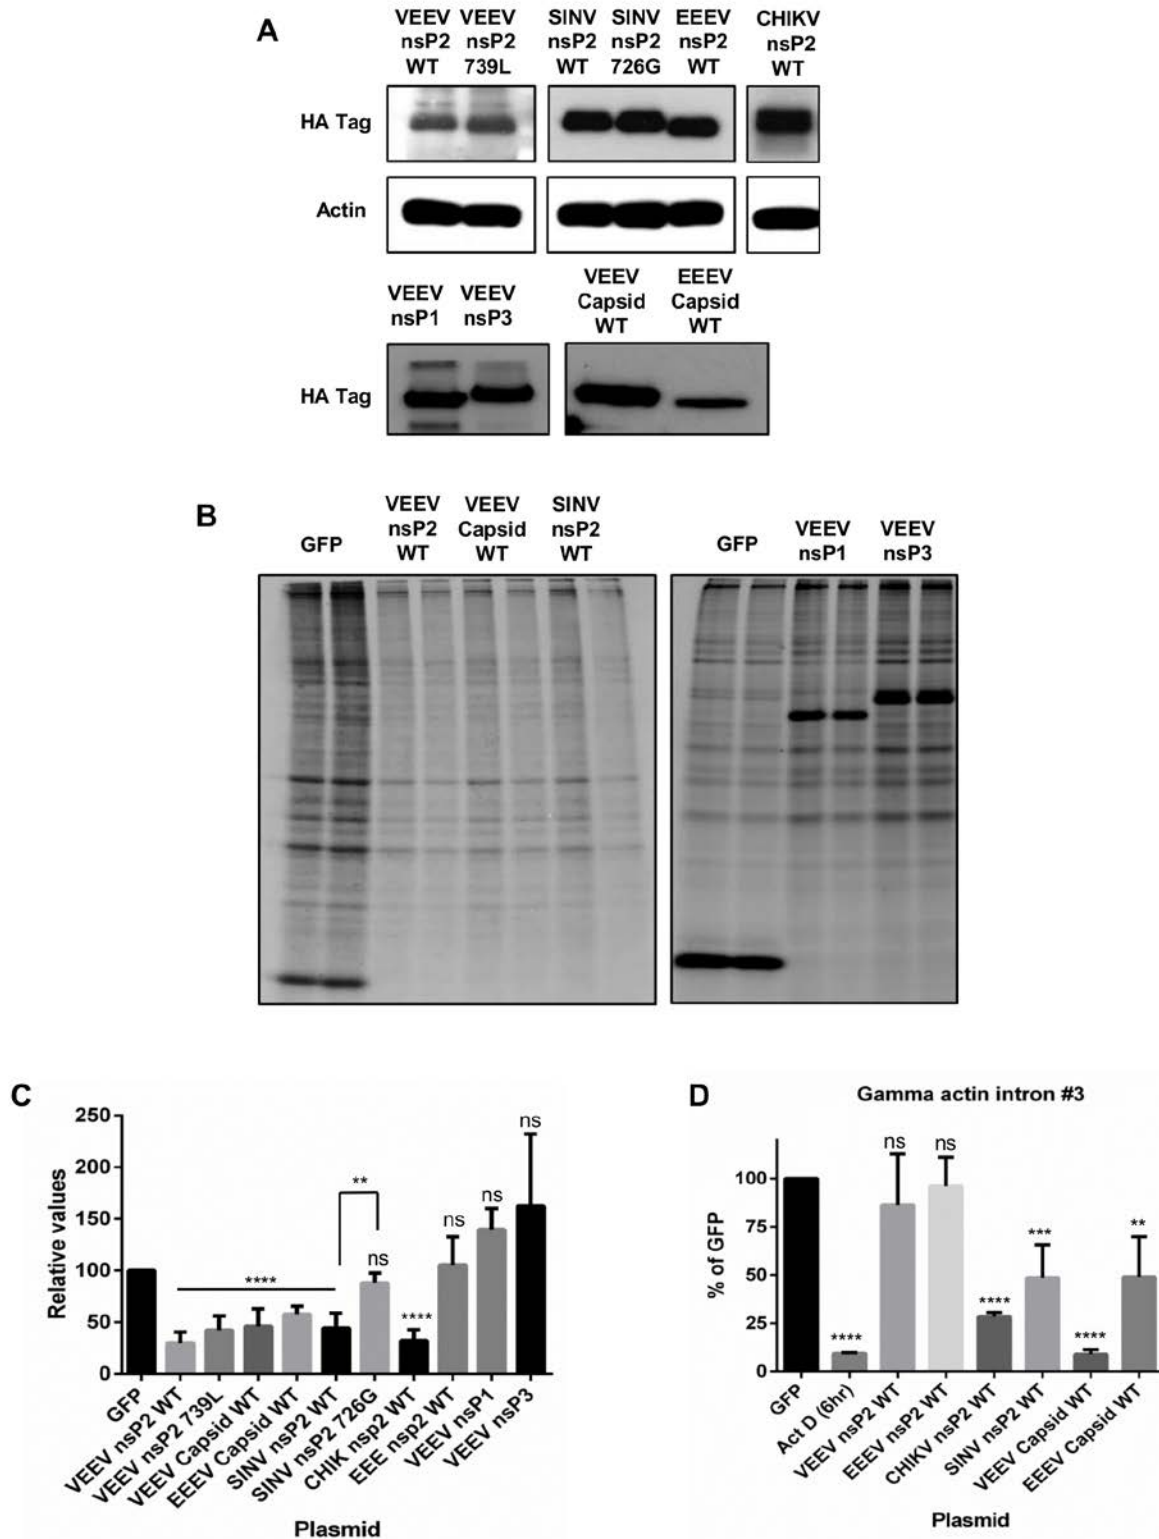 A
VEEV nsP2 WT
VEEV nsP2 739L
SINV nsP2 WT
SINV nsP2 726G
EEEV nsP2 WT
CHIKV nsP2 WT
HA Tag
Actin
VEEV nsP1
VEEV nsP3
VEEV Capsid WT
EEEV Capsid WT
HA Tag
B
GFP
VEEV nsP2 WT
VEEV Capsid WT
SINV nsP2 WT
GFP
VEEV nsP1
VEEV nsP3
C
Relative values
250
200
150
100
50
0
****
**
ns
****
ns
ns
ns
GFP
VEEV nsP2 WT
VEEV nsP2 739L
VEEV Capsid WT
EEEV Capsid WT
SINV nsP2 WT
SINV nsP2 726G
CHIK nsP2 WT
EEE nsp2 WT
VEEV nsP1
VEEV nsP3
Plasmid
D
Gamma actin intron #3
% of GFP
100
75
50
25
0
****
ns
ns
****
***
****
**
GFP
Act D (6hr)
VEEV nsP2 WT
EEEV nsP2 WT
CHIKV nsP2 WT
SINV nsP2 WT
VEEV Capsid WT
EEEV Capsid WT
Plasmid